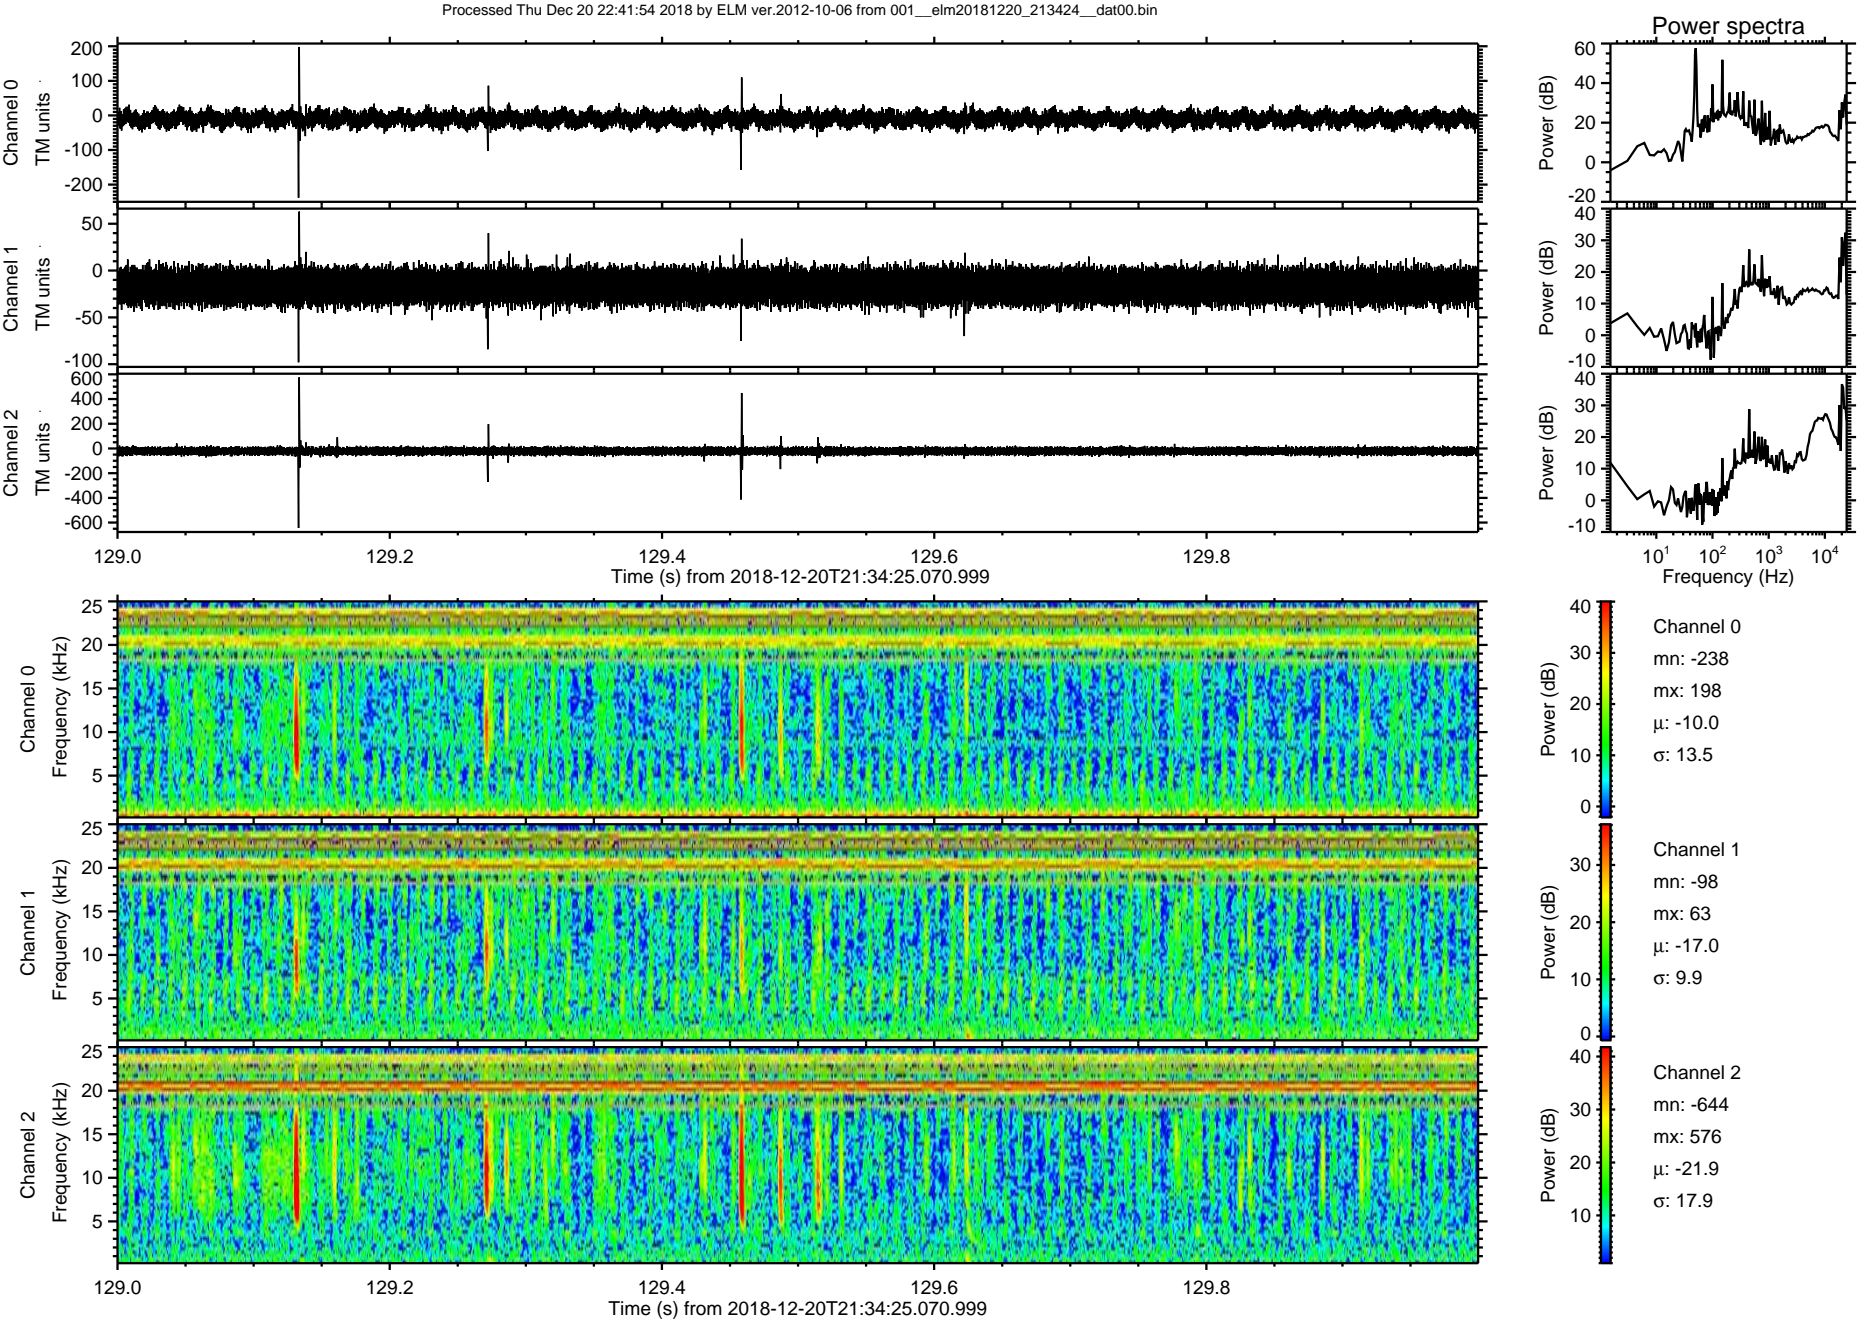 Processed Thu Dec 20 22:41:54 2018 by ELM ver.2012-10-06 from 001__elm20181220_213424__dat00.bin
Power spectra
Channel 0
TM units
200
100
0
-100
-200
Power (dB)
60
40
20
0
-20
Channel 1
TM units
50
0
-50
-100
Power (dB)
40
30
20
10
0
-10
Channel 2
TM units
600
400
200
0
-200
-400
-600
Power (dB)
40
30
20
10
0
-10
129.0 129.2 129.4 129.6 129.8
Time (s) from 2018-12-20T21:34:25.070.999
10^1 10^2 10^3 10^4
Frequency (Hz)
Channel 0
Frequency (kHz)
25
20
15
10
5
Power (dB)
40
30
20
10
0
Channel 0
mn: -238
mx: 198
μ: -10.0
σ: 13.5
Channel 1
Frequency (kHz)
25
20
15
10
5
Power (dB)
30
20
10
0
Channel 1
mn: -98
mx: 63
μ: -17.0
σ: 9.9
Channel 2
Frequency (kHz)
25
20
15
10
5
Power (dB)
40
30
20
10
Channel 2
mn: -644
mx: 576
μ: -21.9
σ: 17.9
129.0 129.2 129.4 129.6 129.8
Time (s) from 2018-12-20T21:34:25.070.999